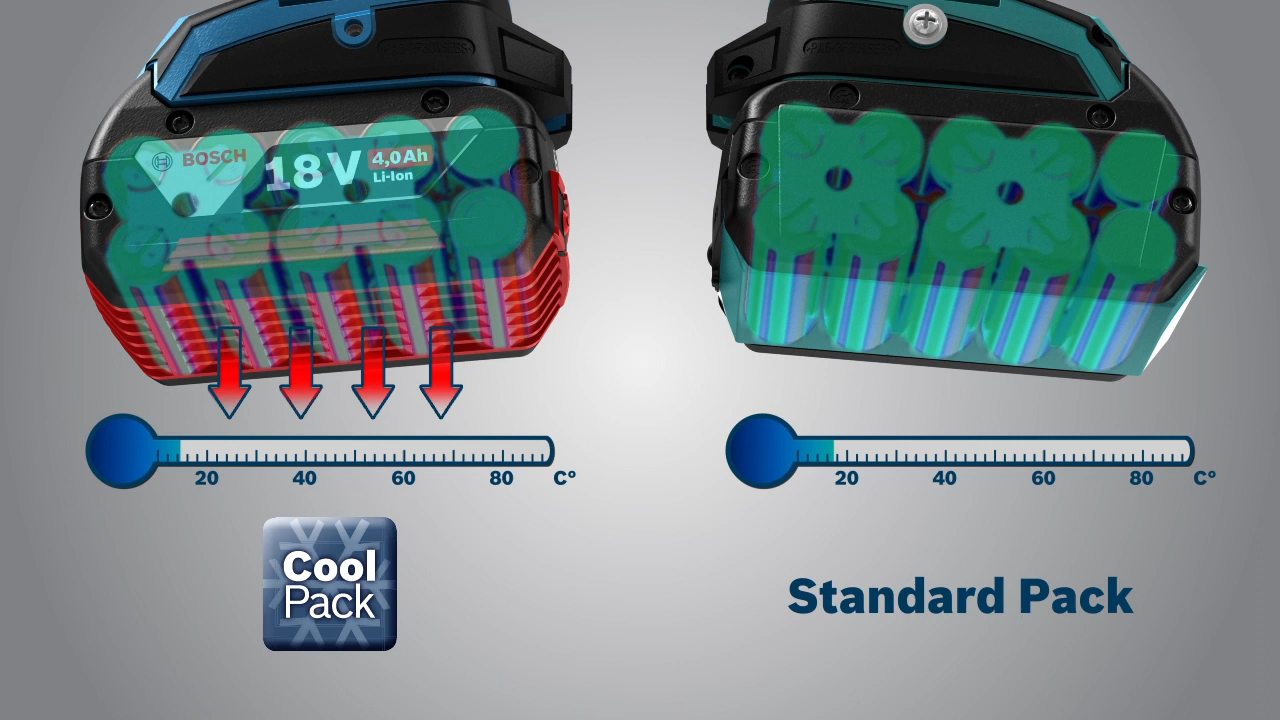 BOSCH
18V
4,0Ah
Li-Ion
20 40 60 80 C°
20 40 60 80 C°
Cool
Pack
Standard Pack